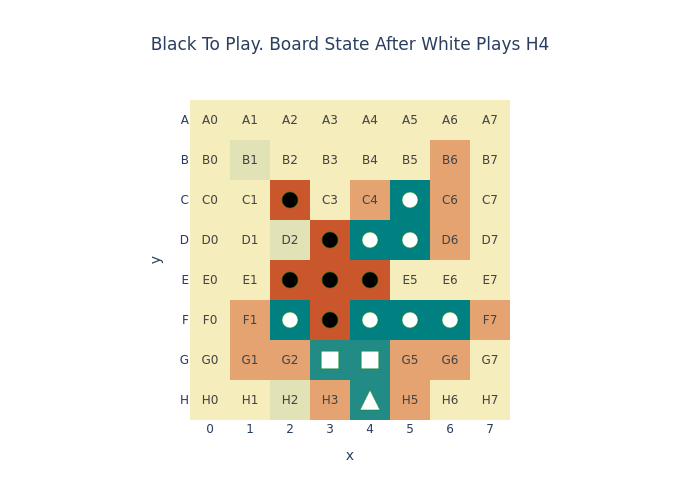 Black To Play. Board State After White Plays H4
A A0 A1 A2 A3 A4 A5 A6 A7
B B0 B1 B2 B3 B4 B5 B6 B7
C C0 C1 C3 C4 C6 C7
D D0 D1 D2 D6 D7
E E0 E1 E5 E6 E7
F F0 F1 F7
G G0 G1 G2 G5 G6 G7
H H0 H1 H2 H3 H5 H6 H7
0 1 2 3 4 5 6 7
x
y